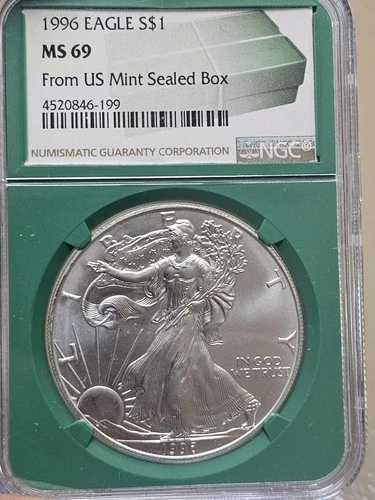 1996 EAGLE S$1
MS 69
From US Mint Sealed Box
4520846-199
NUMISMATIC GUARANTY CORPORATION
NGC®
LIBERTY
IN GOD
WE TRUST
1996